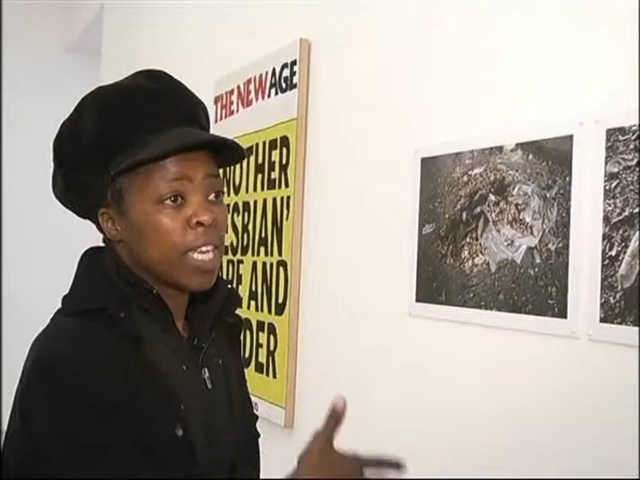 THE NEW AGE
NOTHER
ESBIAN'
PE AND
DER